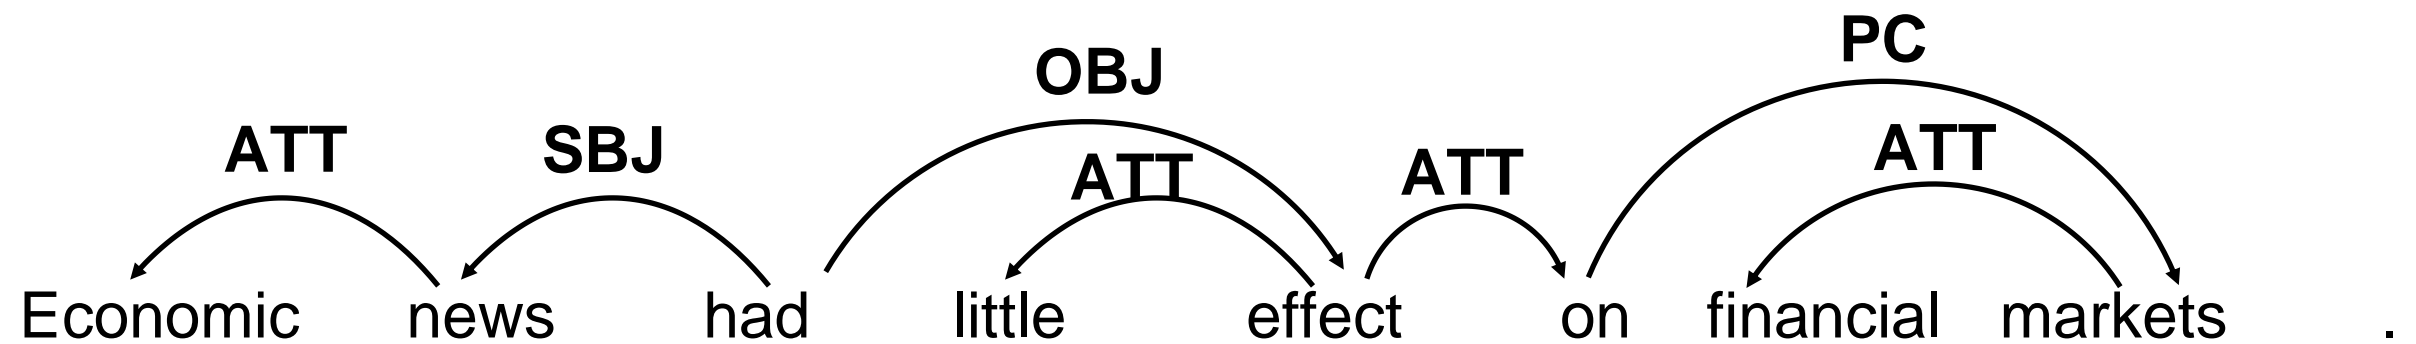 PC
OBJ
ATT SBJ ATT ATT ATT
Economic news had little effect on financial markets .